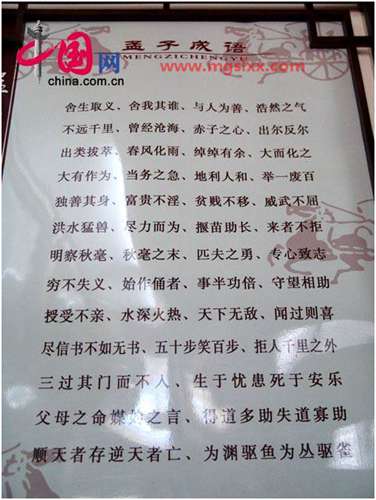 中国网
china.com.cn
孟子成语
MENGZICHENGYU
www.mgsixx.com
舍生取义、舍我其谁、与人为善、浩然之气
不远千里、曾经沧海、赤子之心、出尔反尔
出类拔萃、春风化雨、绰绰有余、大而化之
大有作为、当务之急、地利人和、举一废百
独善其身、富贵不淫、贫贱不移、威武不屈
洪水猛兽、尽力而为、揠苗助长、来者不拒
明察秋毫、秋毫之末、匹夫之勇、专心致志
穷不失义、始作俑者、事半功倍、守望相助
授受不亲、水深火热、天下无敌、闻过则喜
尽信书不如无书、五十步笑百步、拒人千里之外
三过其门而不入、生于忧患死于安乐
父母之命媒妁之言、得道多助失道寡助
顺天者存逆天者亡、为渊驱鱼为丛驱雀